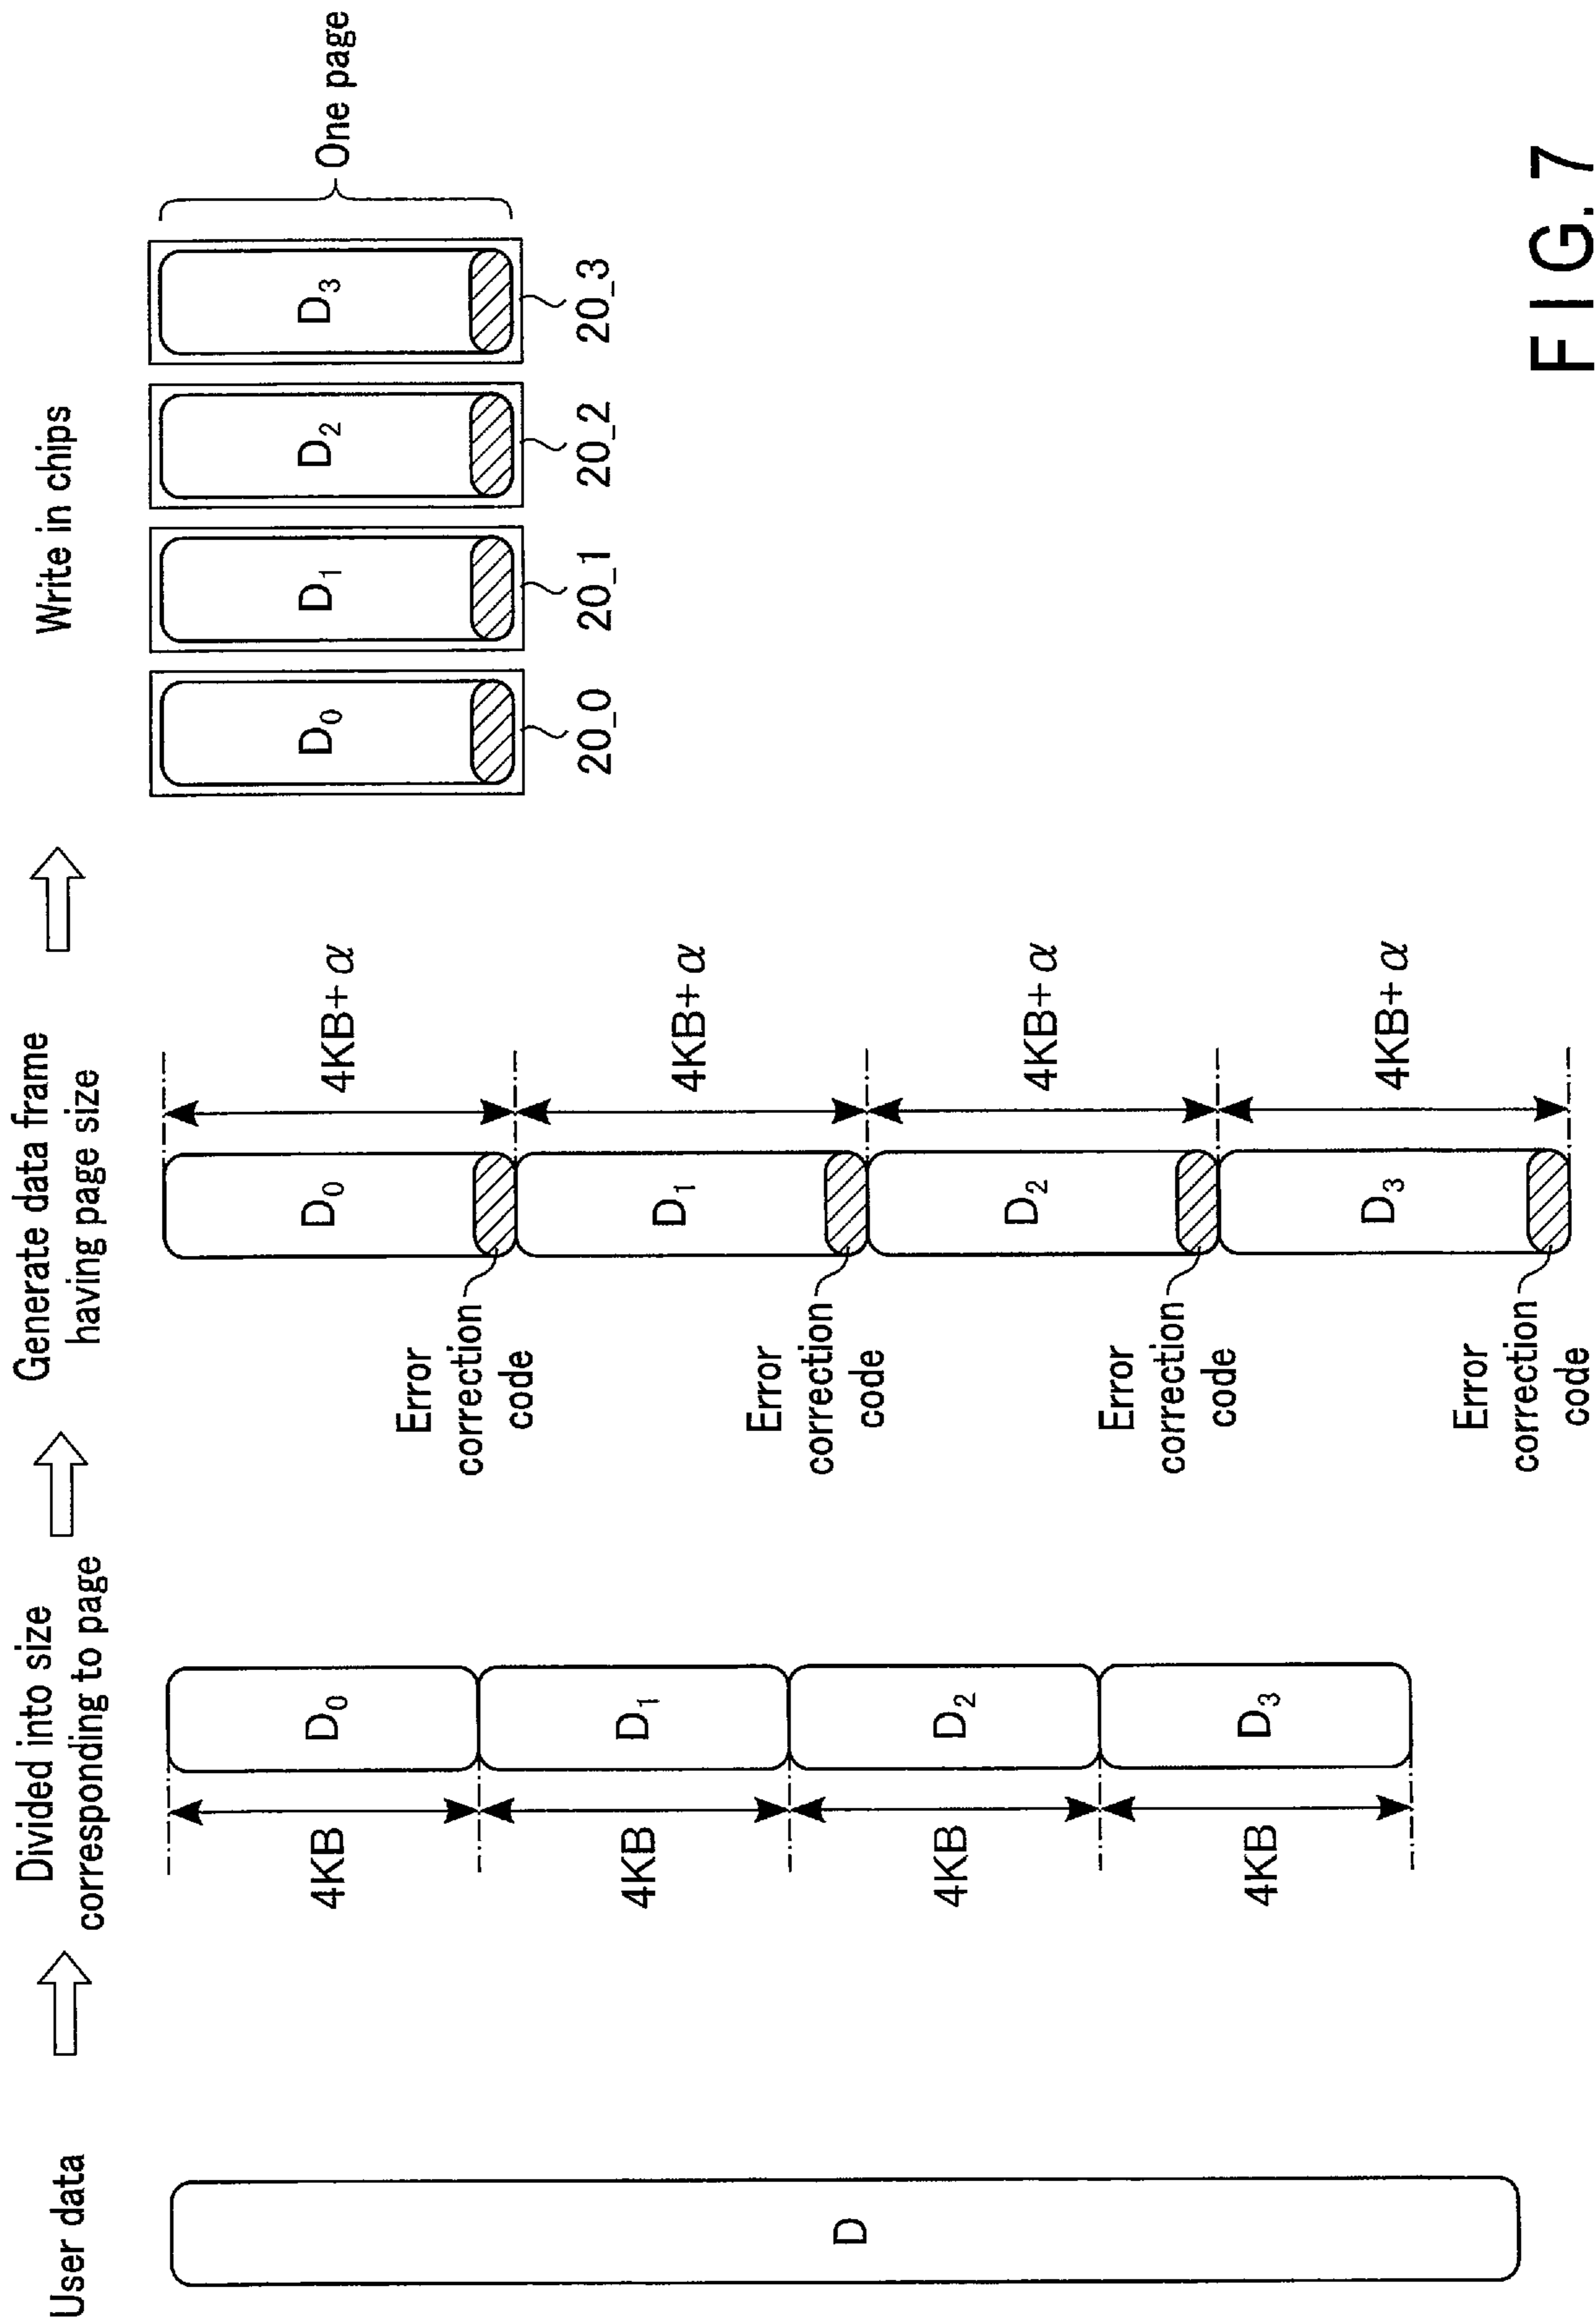 User data
Divided into size
corresponding to page
Generate data frame
having page size
Write in chips
D
4KB
4KB
4KB
4KB
D0
D1
D2
D3
Error
correction
code
Error
correction
code
Error
correction
code
Error
correction
code
D0
D1
D2
D3
4KB+α
4KB+α
4KB+α
4KB+α
D0
D1
D2
D3
20_0
20_1
20_2
20_3
One page
FIG. 7